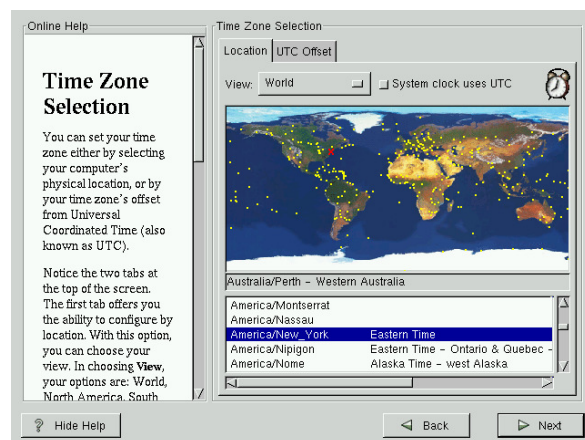 Online Help
Time Zone
Selection
You can set your time
zone either by selecting
your computer's
physical location, or by
your time zone's offset
from Universal
Coordinated Time (also
known as UTC).
Notice the two tabs at
the top of the screen.
The first tab offers you
the ability to configure by
location. With this option,
you can choose your
view. In choosing View,
your options are: World,
North America, South
Time Zone Selection
Location UTC Offset
View: World System clock uses UTC
Australia/Perth - Western Australia
America/Montserrat
America/Nassau
America/New_York Eastern Time
America/Nipigon Eastern Time - Ontario & Quebec -
America/Nome Alaska Time - west Alaska
Hide Help
Back
Next